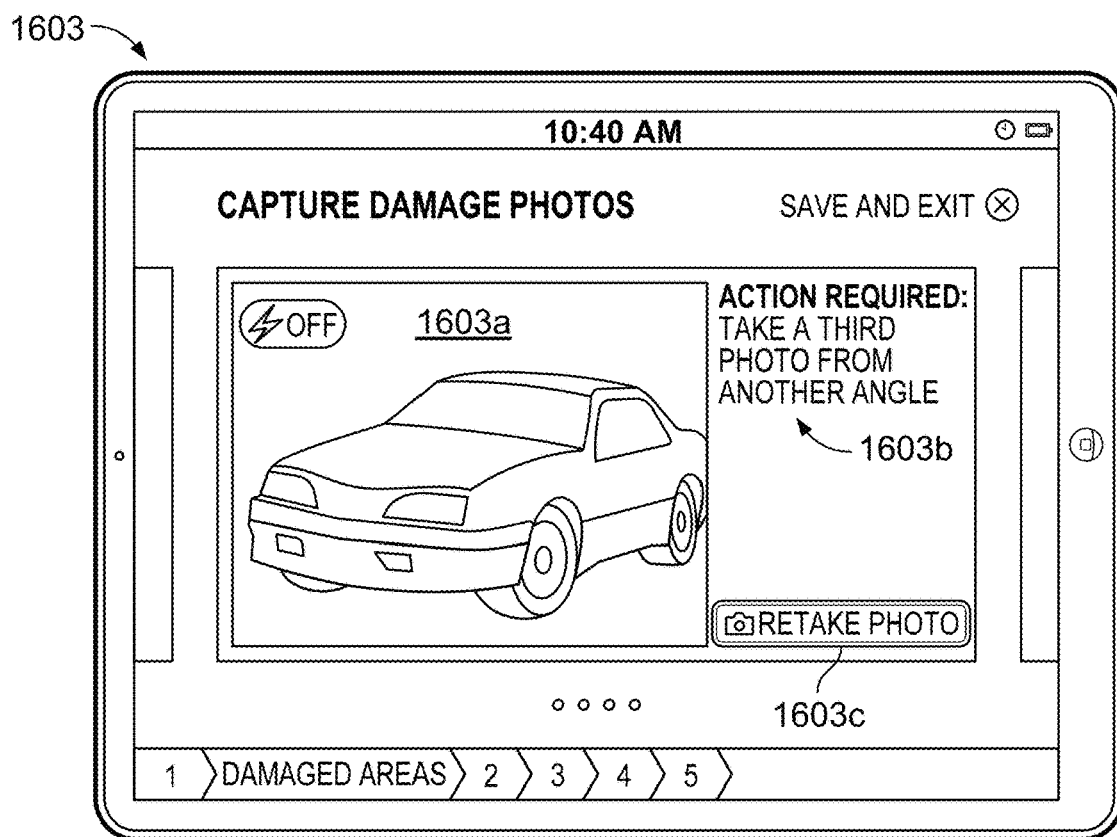 1603
10:40 AM
CAPTURE DAMAGE PHOTOS
SAVE AND EXIT
OFF
1603a
ACTION REQUIRED:
TAKE A THIRD
PHOTO FROM
ANOTHER ANGLE
1603b
RETAKE PHOTO
1603c
1 DAMAGED AREAS 2 3 4 5